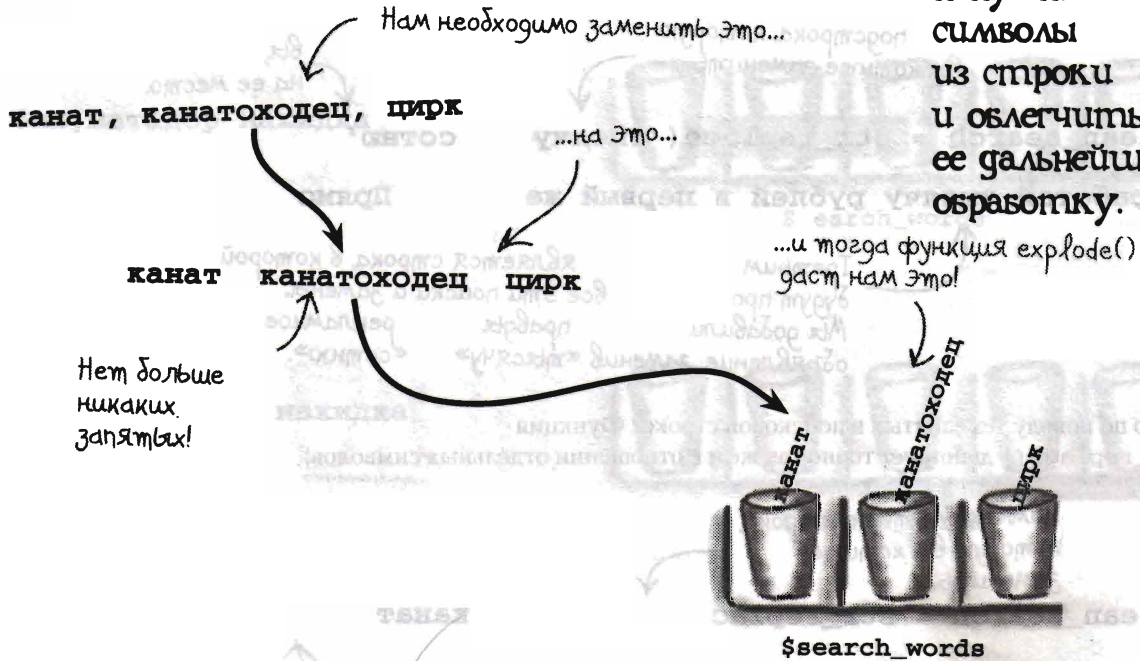 Нам необходимо заменить это...
символы
из строки
и облегчить
ее
обработку.
канат, канатоходец, цирк
...на это...
...и тогда функция explode()
даст нам это!
канат канатоходец цирк
Нет больше
никаких
запятых!
канат
канатоходец
цирк
$search_words